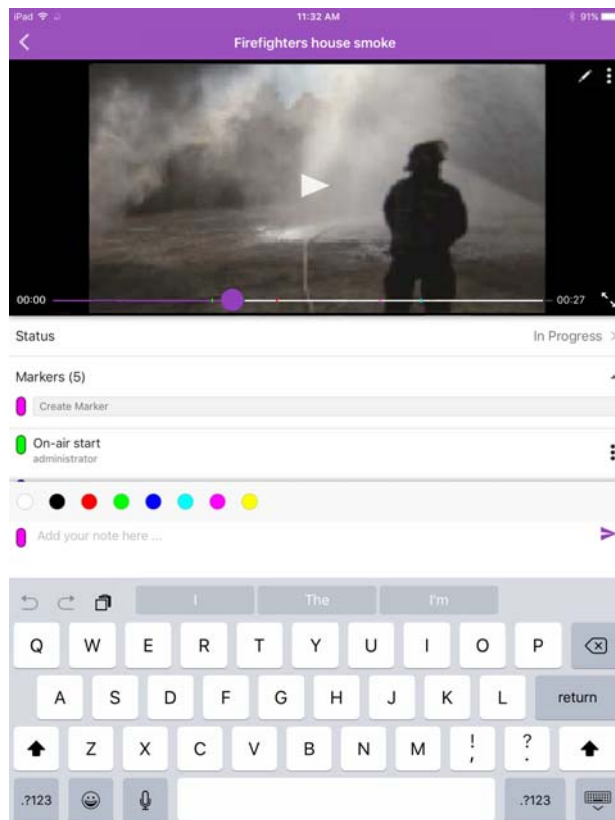 iPad 11:32 AM 91%
Firefighters house smoke
00:00 00:27
Status In Progress
Markers (5)
Create Marker
On-air start
administrator
Add your note here ...
I The I'm
Q W E R T Y U I O P
A S D F G H J K L return
Z X C V B N M ! , ? .
.?123 .?123